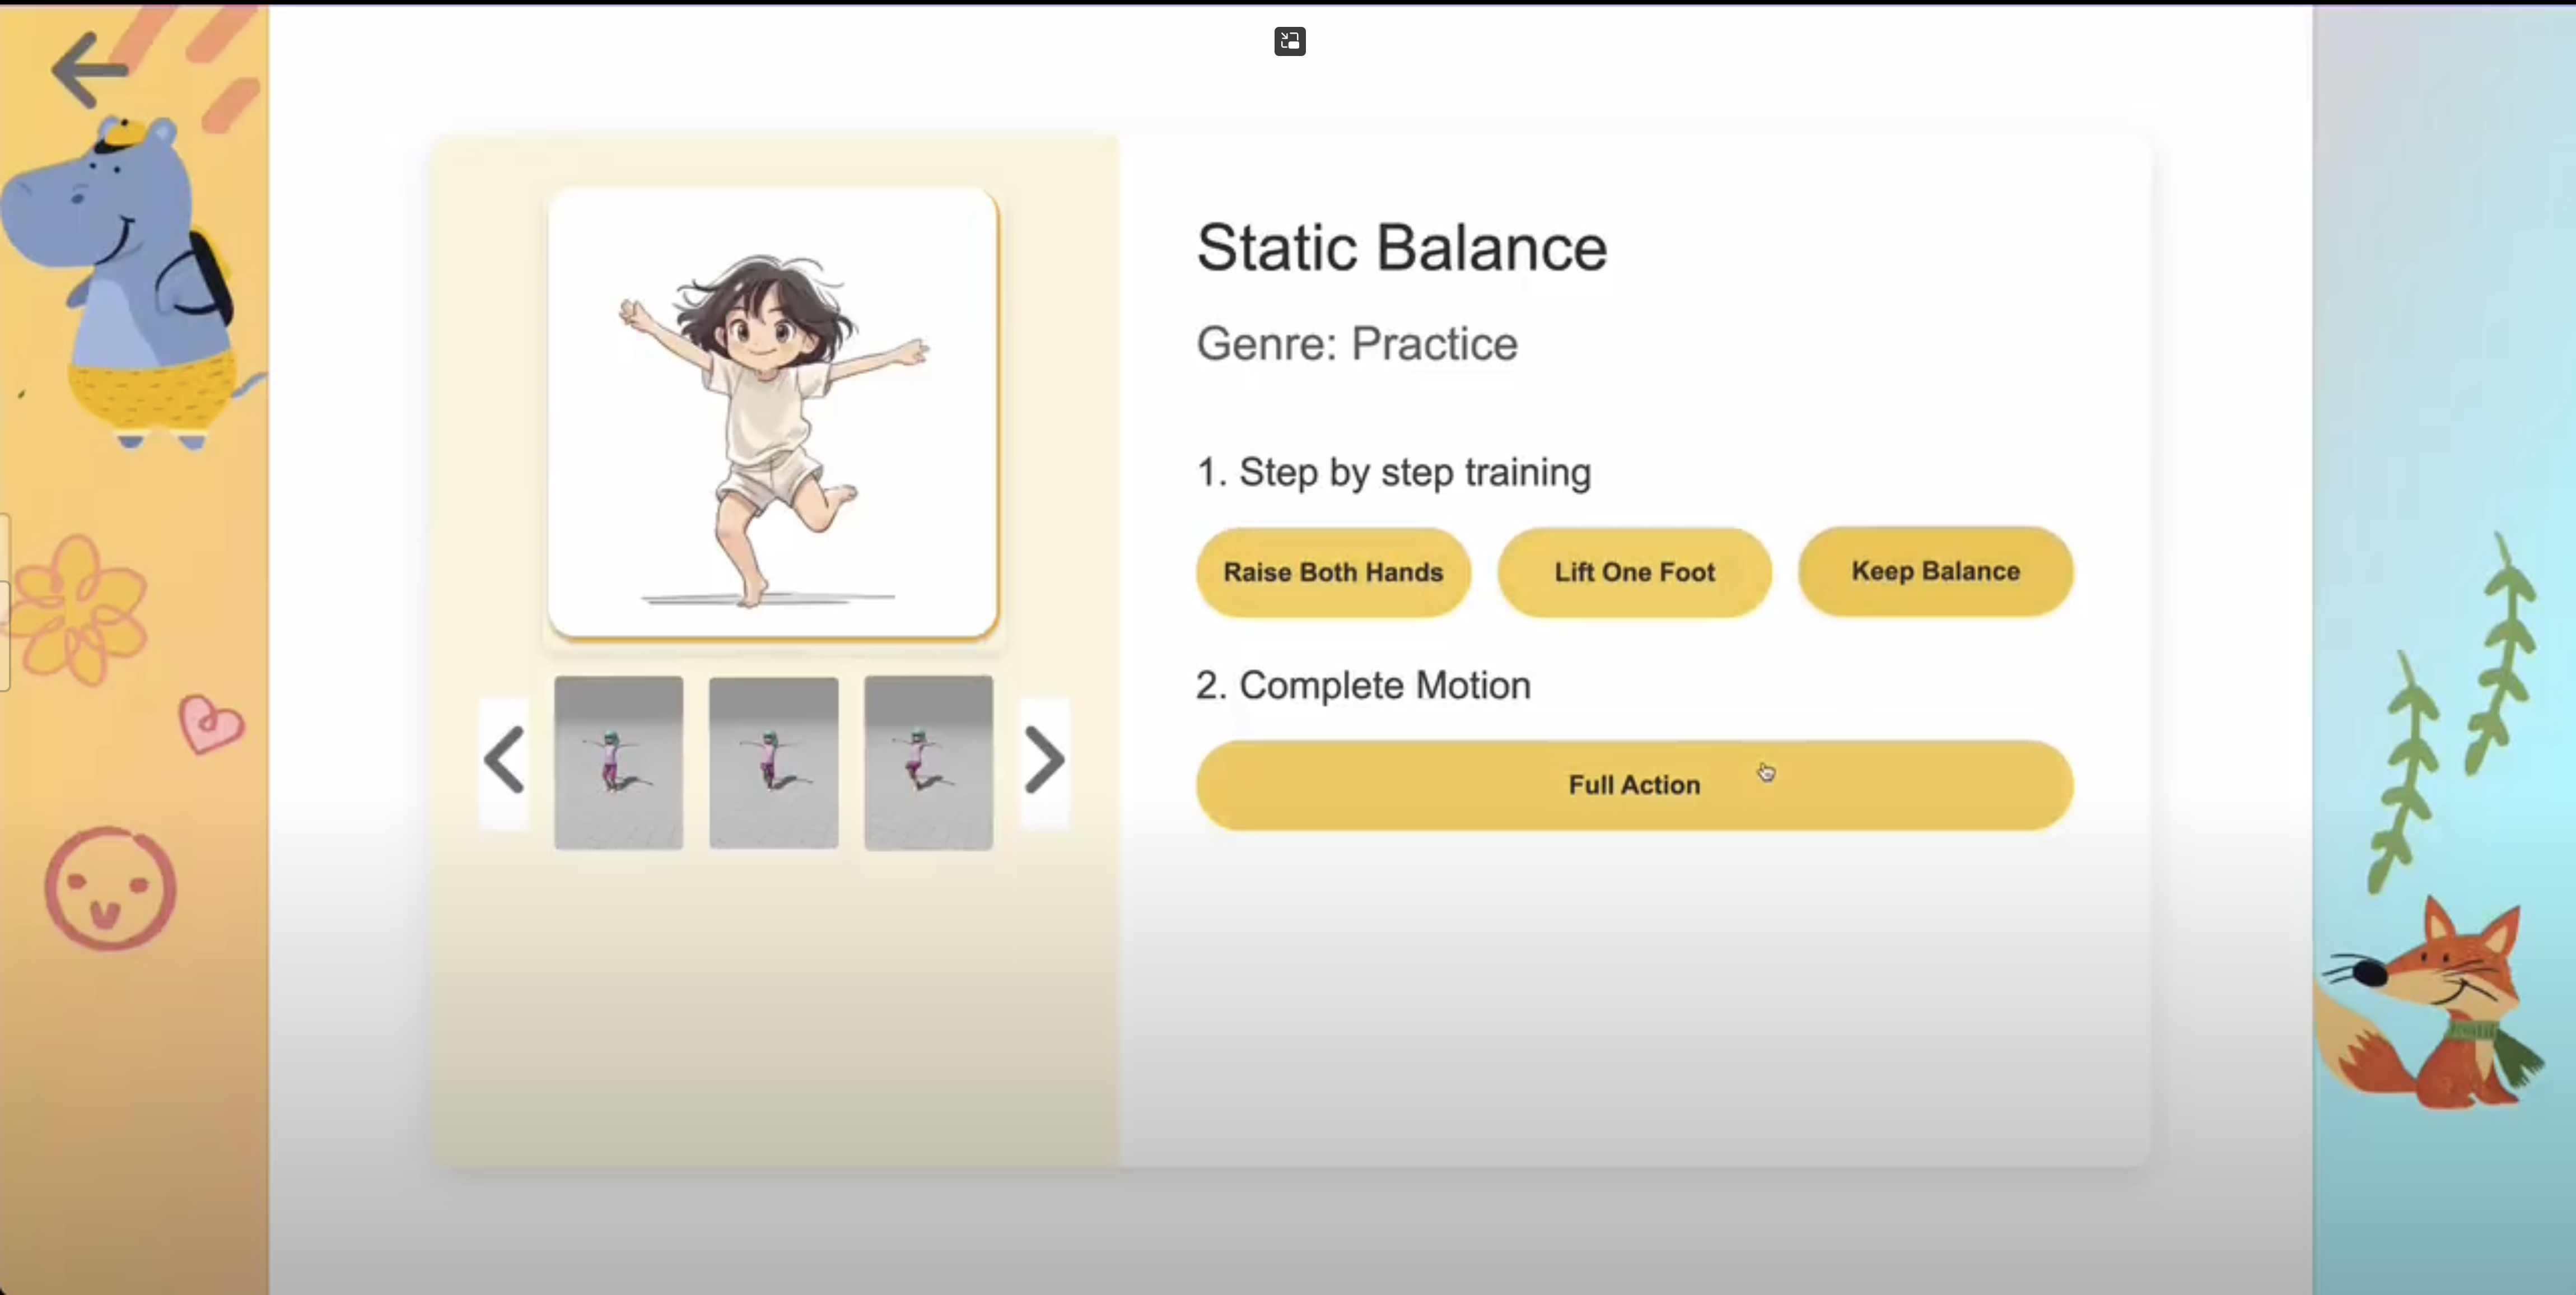 Static Balance
Genre: Practice
1. Step by step training
Raise Both Hands
Lift One Foot
Keep Balance
2. Complete Motion
Full Action